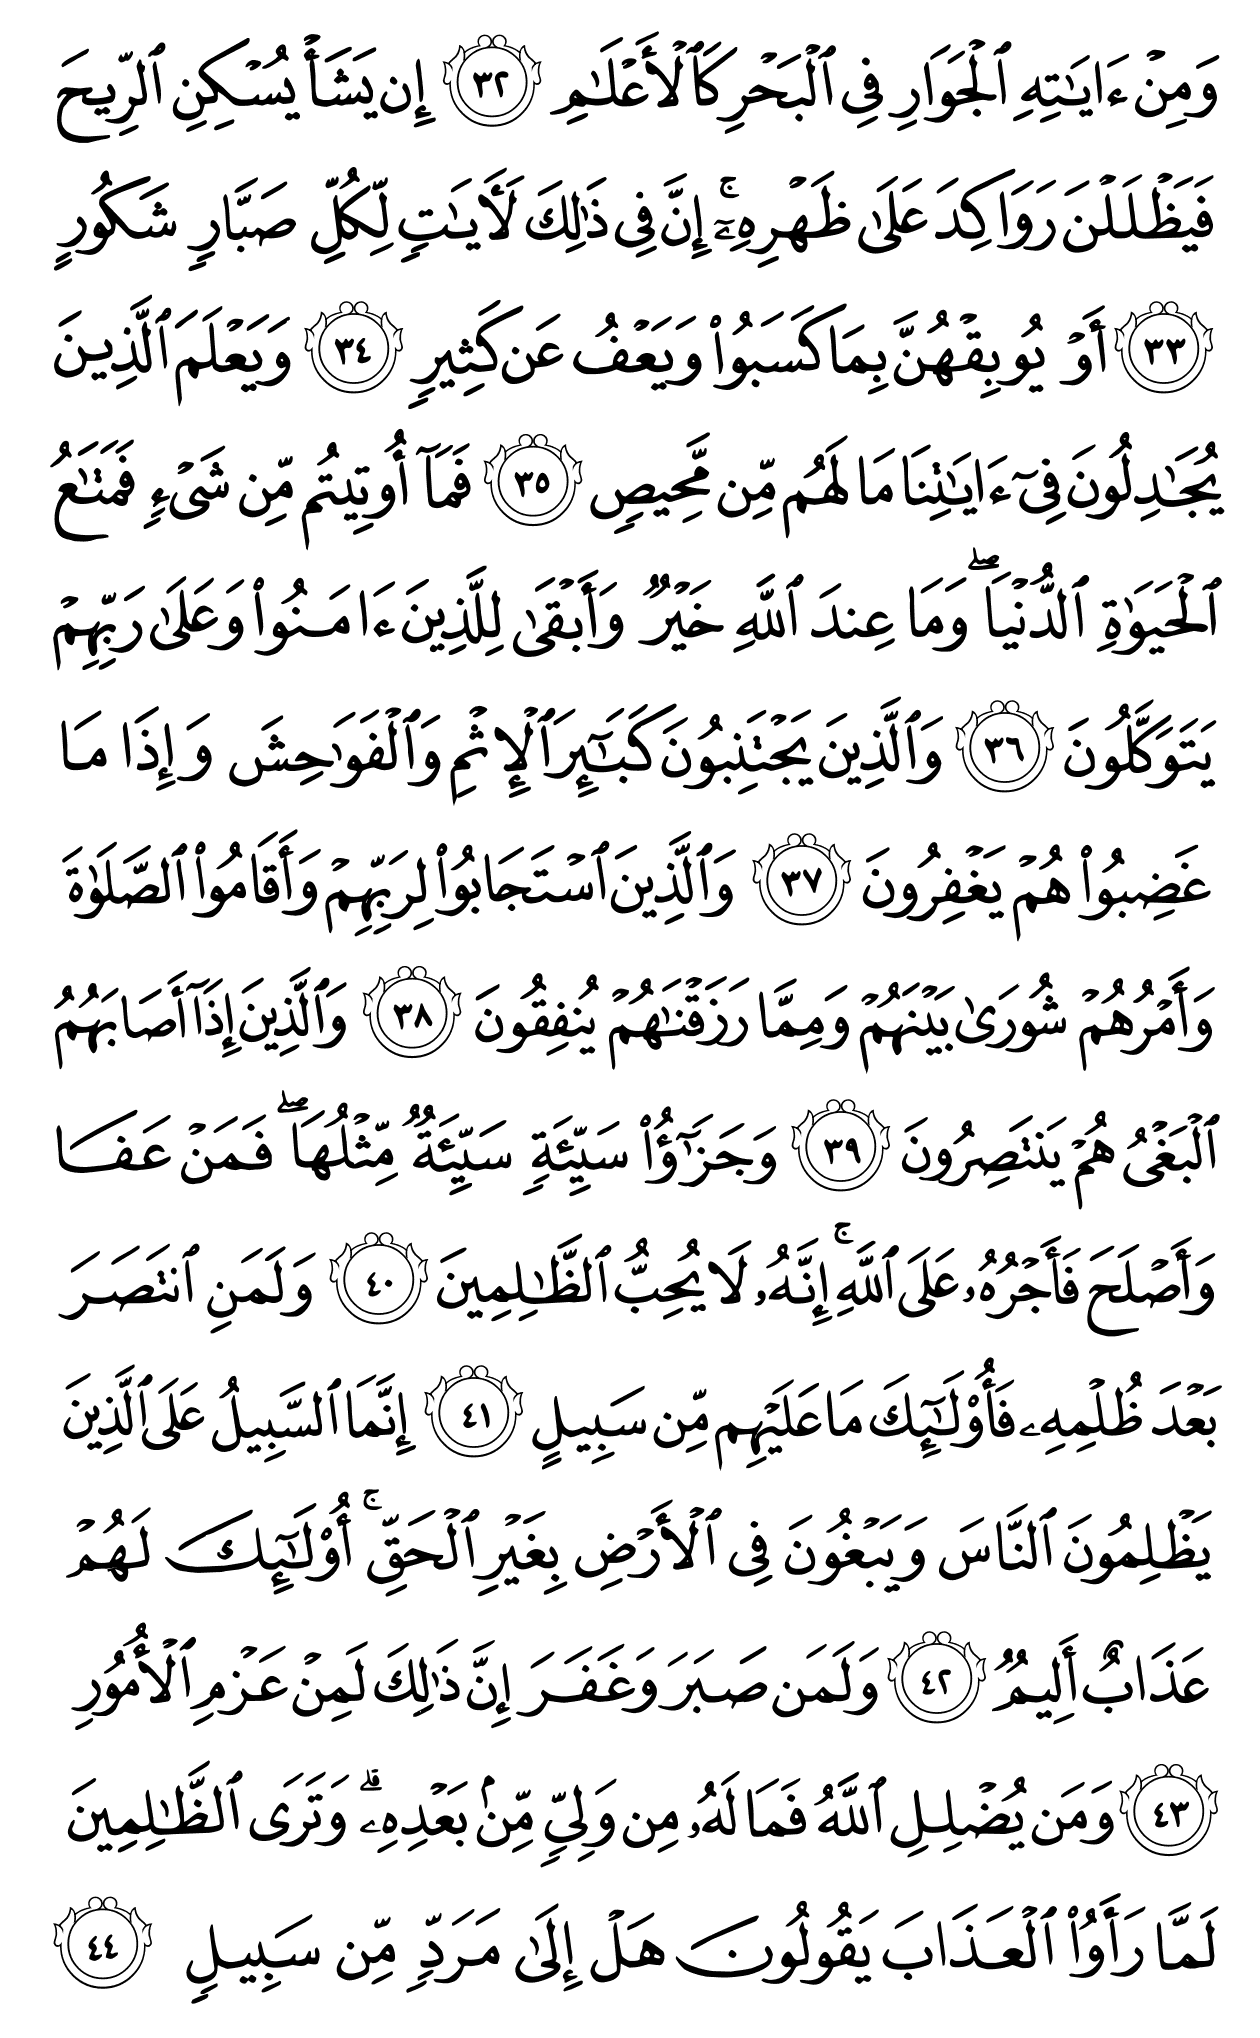 وَمِنْ ءَايَـٰتِهِ ٱلْجَوَارِ فِى ٱلْبَحْرِ كَٱلْأَعْلَـٰمِ ٣٢ إِن يَشَأْ يُسْكِنِ ٱلرِّيحَ
فَيَظْلَلْنَ رَوَاكِدَ عَلَىٰ ظَهْرِهِۦٓ ۚ إِنَّ فِى ذَٰلِكَ لَـَٔايَـٰتٍ لِّكُلِّ صَبَّارٍ شَكُورٍ
٣٣ أَوْ يُوبِقْهُنَّ بِمَا كَسَبُوا۟ وَيَعْفُ عَن كَثِيرٍ ٣٤ وَيَعْلَمَ ٱلَّذِينَ
يُجَـٰدِلُونَ فِىٓ ءَايَـٰتِنَا مَا لَهُم مِّن مَّحِيصٍ ٣٥ فَمَآ أُوتِيتُم مِّن شَىْءٍ فَمَتَـٰعُ
ٱلْحَيَوٰةِ ٱلدُّنْيَا ۖ وَمَا عِندَ ٱللَّهِ خَيْرٌ وَأَبْقَىٰ لِلَّذِينَ ءَامَنُوا۟ وَعَلَىٰ رَبِّهِمْ
يَتَوَكَّلُونَ ٣٦ وَٱلَّذِينَ يَجْتَنِبُونَ كَبَـٰٓئِرَ ٱلْإِثْمِ وَٱلْفَوَٰحِشَ وَإِذَا مَا
غَضِبُوا۟ هُمْ يَغْفِرُونَ ٣٧ وَٱلَّذِينَ ٱسْتَجَابُوا۟ لِرَبِّهِمْ وَأَقَامُوا۟ ٱلصَّلَوٰةَ
وَأَمْرُهُمْ شُورَىٰ بَيْنَهُمْ وَمِمَّا رَزَقْنَـٰهُمْ يُنفِقُونَ ٣٨ وَٱلَّذِينَ إِذَآ أَصَابَهُمُ
ٱلْبَغْىُ هُمْ يَنتَصِرُونَ ٣٩ وَجَزَٰٓؤُا۟ سَيِّئَةٍ سَيِّئَةٌ مِّثْلُهَا ۖ فَمَنْ عَفَا
وَأَصْلَحَ فَأَجْرُهُۥ عَلَى ٱللَّهِ ۚ إِنَّهُۥ لَا يُحِبُّ ٱلظَّـٰلِمِينَ ٤٠ وَلَمَنِ ٱنتَصَرَ
بَعْدَ ظُلْمِهِۦ فَأُو۟لَـٰٓئِكَ مَا عَلَيْهِم مِّن سَبِيلٍ ٤١ إِنَّمَا ٱلسَّبِيلُ عَلَى ٱلَّذِينَ
يَظْلِمُونَ ٱلنَّاسَ وَيَبْغُونَ فِى ٱلْأَرْضِ بِغَيْرِ ٱلْحَقِّ ۚ أُو۟لَـٰٓئِكَ لَهُمْ
عَذَابٌ أَلِيمٌ ٤٢ وَلَمَن صَبَرَ وَغَفَرَ إِنَّ ذَٰلِكَ لَمِنْ عَزْمِ ٱلْأُمُورِ
٤٣ وَمَن يُضْلِلِ ٱللَّهُ فَمَا لَهُۥ مِن وَلِىٍّ مِّنۢ بَعْدِهِۦ ۗ وَتَرَى ٱلظَّـٰلِمِينَ
لَمَّا رَأَوُا۟ ٱلْعَذَابَ يَقُولُونَ هَلْ إِلَىٰ مَرَدٍّ مِّن سَبِيلٍ ٤٤